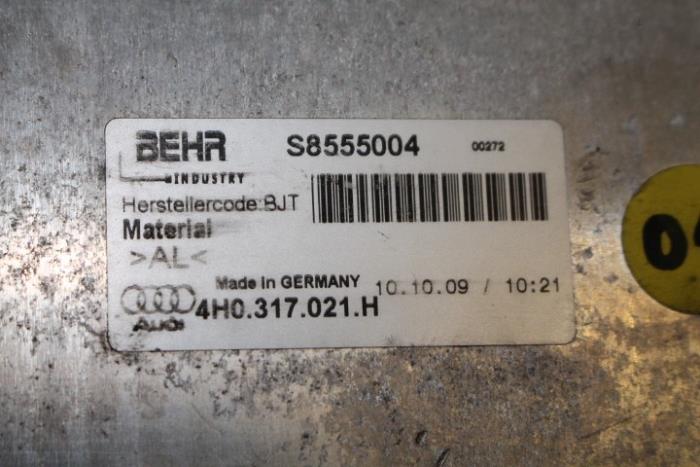 BEHR S8555004 00272
INDUSTRY
Herstellercode:BJT
Material
>AL<
Made in GERMANY 10.10.09 / 10:21
4H0.317.021.H
Audi